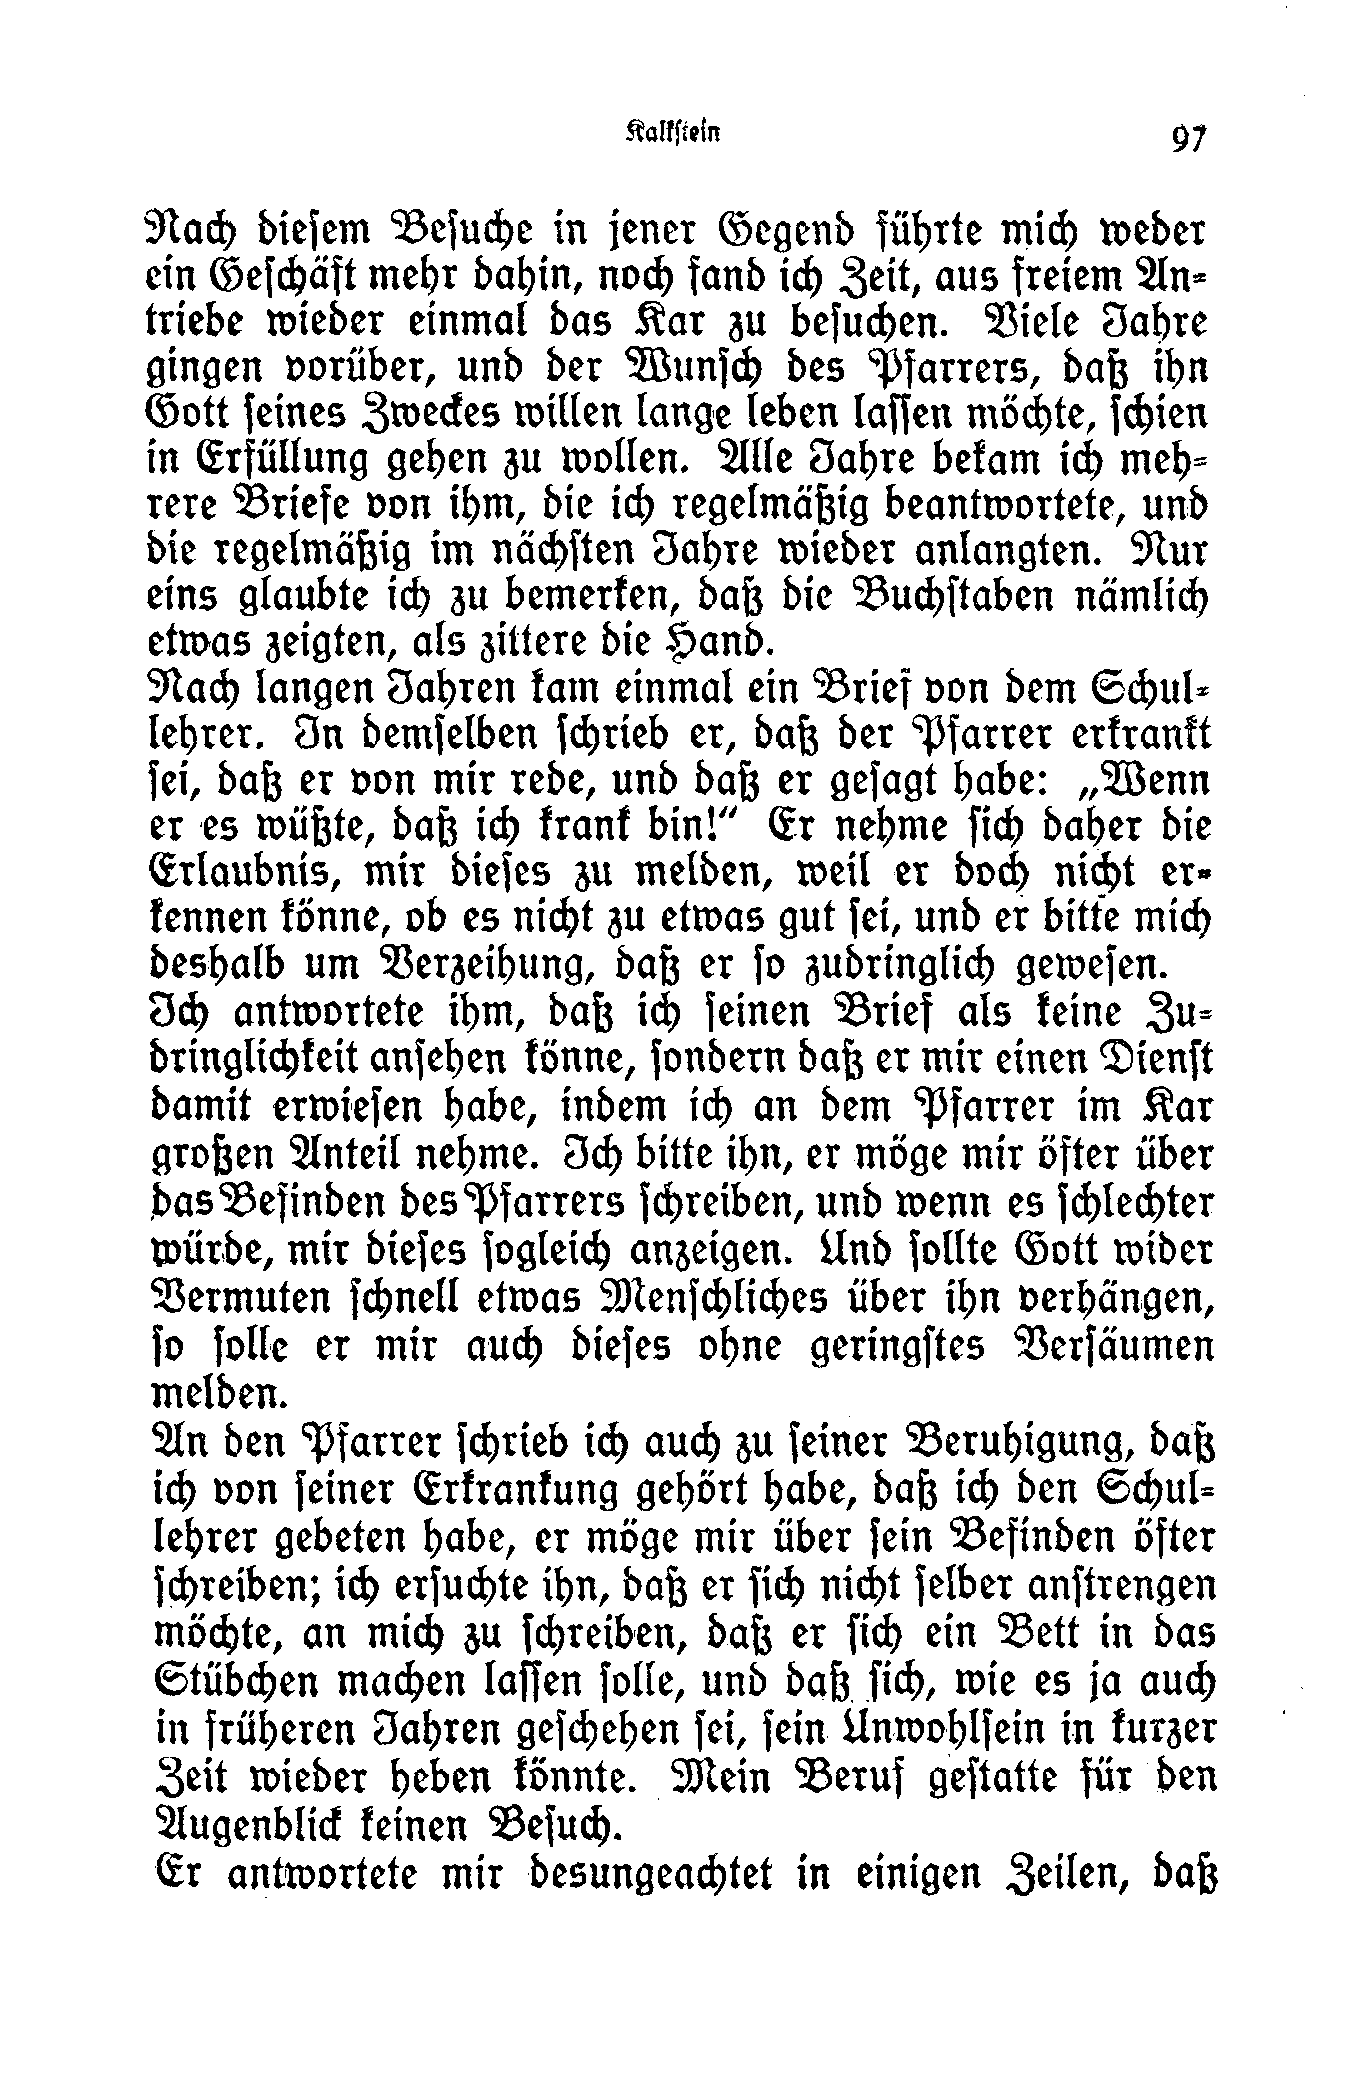 Kalkstein
97
Nach diesem Besuche in jener Gegend führte mich weder
ein Geschäft mehr dahin, noch fand ich Zeit, aus freiem An-
triebe wieder einmal das Kar zu besuchen. Viele Jahre
gingen vorüber, und der Wunsch des Pfarrers, daß ihn
Gott seines Zweckes willen lange leben lassen möchte, schien
in Erfüllung gehen zu wollen. Alle Jahre bekam ich meh-
rere Briefe von ihm, die ich regelmäßig beantwortete, und
die regelmäßig im nächsten Jahre wieder anlangten. Nur
eins glaubte ich zu bemerken, daß die Buchstaben nämlich
etwas zeigten, als zittere die Hand.
Nach langen Jahren kam einmal ein Brief von dem Schul-
lehrer. In demselben schrieb er, daß der Pfarrer erkrankt
sei, daß er von mir rede, und daß er gesagt habe: „Wenn
er es wüßte, daß ich krank bin!“ Er nehme sich daher die
Erlaubnis, mir dieses zu melden, weil er doch nicht er-
kennen könne, ob es nicht zu etwas gut sei, und er bitte mich
deshalb um Verzeihung, daß er so zudringlich gewesen.
Ich antwortete ihm, daß ich seinen Brief als keine Zu-
dringlichkeit ansehen könne, sondern daß er mir einen Dienst
damit erwiesen habe, indem ich an dem Pfarrer im Kar
großen Anteil nehme. Ich bitte ihn, er möge mir öfter über
das Befinden des Pfarrers schreiben, und wenn es schlechter
würde, mir dieses sogleich anzeigen. Und sollte Gott wider
Vermuten schnell etwas Menschliches über ihn verhängen,
so solle er mir auch dieses ohne geringstes Versäumen
melden.
An den Pfarrer schrieb ich auch zu seiner Beruhigung, daß
ich von seiner Erkrankung gehört habe, daß ich den Schul-
lehrer gebeten habe, er möge mir über sein Befinden öfter
schreiben; ich ersuchte ihn, daß er sich nicht selber anstrengen
möchte, an mich zu schreiben, daß er sich ein Bett in das
Stübchen machen lassen solle, und daß sich, wie es ja auch
in früheren Jahren geschehen sei, sein Unwohlsein in kurzer
Zeit wieder heben könnte. Mein Beruf gestatte für den
Augenblick keinen Besuch.
Er antwortete mir desungeachtet in einigen Zeilen, daß